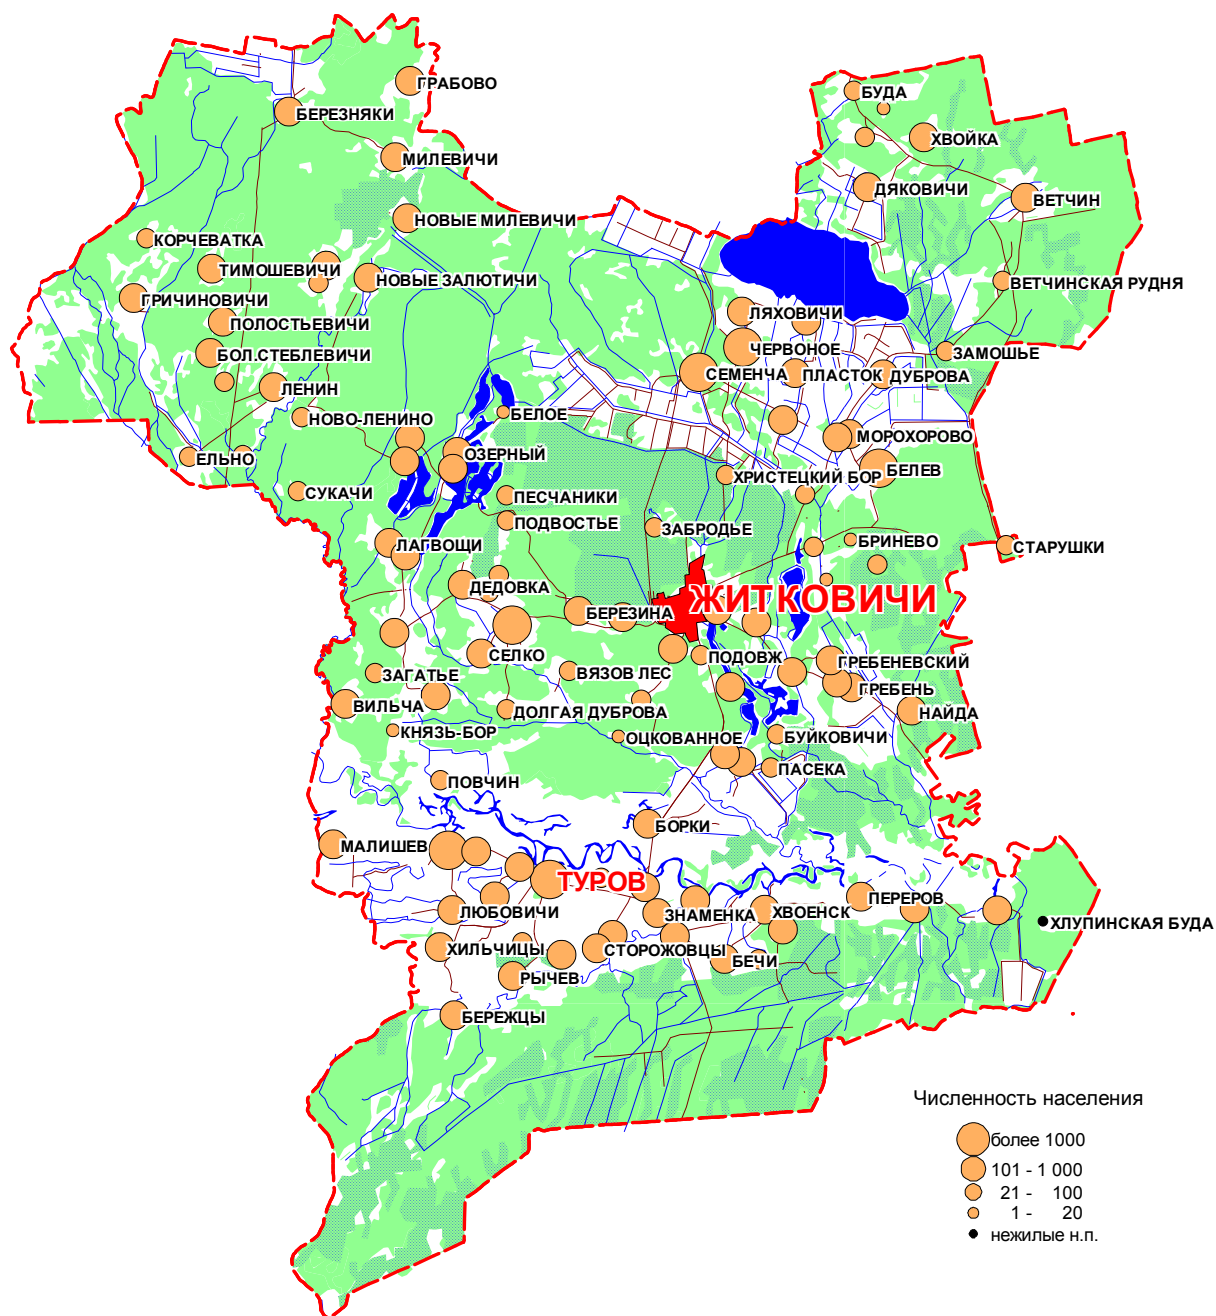 ГРАБОВО
БУДА
БЕРЕЗНЯКИ
ХВОЙКА
МИЛЕВИЧИ
ДЯКОВИЧИ
ВЕТЧИН
НОВЫЕ МИЛЕВИЧИ
КОРЧЕВАТКА
ТИМОШЕВИЧИ
НОВЫЕ ЗАЛЮТИЧИ
ВЕТЧИНСКАЯ РУДНЯ
ГРИЧИНОВИЧИ
ЛЯХОВИЧИ
ПОЛОСТЬЕВИЧИ
ЧЕРВОНОЕ
ЗАМОШЬЕ
БОЛ.СТЕБЛЕВИЧИ
СЕМЕНЧА
ПЛАСТОК
ДУБРОВА
ЛЕНИН
НОВО-ЛЕНИНО
БЕЛОЕ
МОРОХОРОВО
ОЗЕРНЫЙ
ЕЛЬНО
БЕЛЕВ
ХРИСТЕЦКИЙ БОР
СУКАЧИ
ПЕСЧАНИКИ
ПОДВОСТЬЕ
ЗАБРОДЬЕ
БРИНЕВО
СТАРУШКИ
ЛАГВОЩИ
ДЕДОВКА
ЖИТКОВИЧИ
БЕРЕЗИНА
СЕЛКО
ПОДОВЖ
ГРЕБЕНЕВСКИЙ
ЗАГАТЬЕ
ВЯЗОВ ЛЕС
ГРЕБЕНЬ
ВИЛЬЧА
ДОЛГАЯ ДУБРОВА
НАЙДА
КНЯЗЬ-БОР
ОЦКОВАННОЕ
БУЙКОВИЧИ
ПАСЕКА
ПОВЧИН
БОРКИ
МАЛИШЕВ
ТУРОВ
ПЕРЕРОВ
ЛЮБОВИЧИ
ЗНАМЕНКА
ХВОЕНСК
ХЛУПИНСКАЯ БУДА
ХИЛЬЧИЦЫ
СТОРОЖОВЦЫ
БЕЧИ
РЫЧЕВ
БЕРЕЖЦЫ
Численность населения
более 1000
101 - 1 000
21 - 100
1 - 20
нежилые н.п.